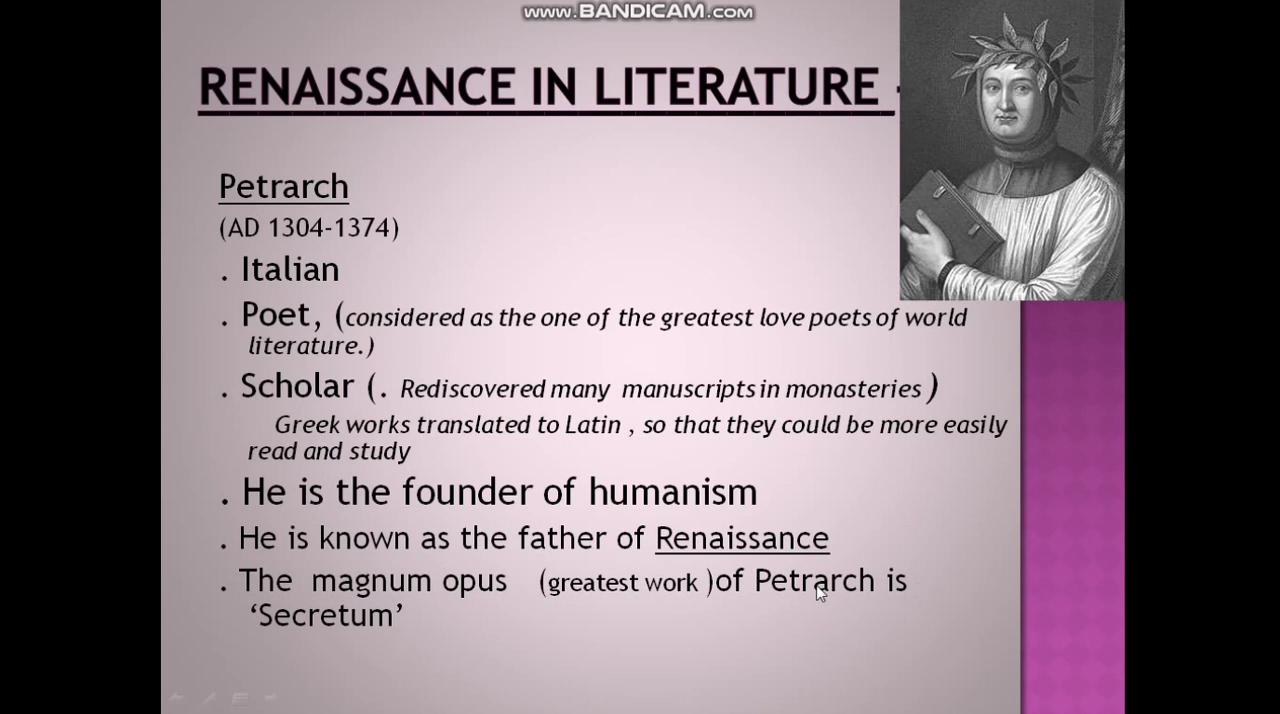 www.BANDICAM.com
RENAISSANCE IN LITERATURE -
Petrarch
(AD 1304-1374)
. Italian
. Poet, (considered as the one of the greatest love poets of world
literature.)
. Scholar (. Rediscovered many manuscripts in monasteries )
Greek works translated to Latin , so that they could be more easily
read and study
. He is the founder of humanism
. He is known as the father of Renaissance
. The magnum opus (greatest work )of Petrarch is
‘Secretum’